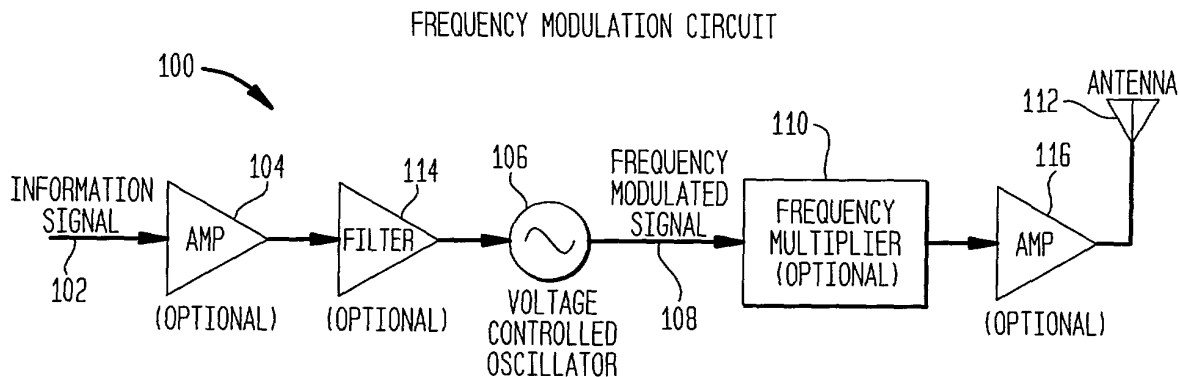 FREQUENCY MODULATION CIRCUIT
100
INFORMATION
SIGNAL
102
104
AMP
(OPTIONAL)
114
FILTER
(OPTIONAL)
106
VOLTAGE
CONTROLLED
OSCILLATOR
FREQUENCY
MODULATED
SIGNAL
108
110
FREQUENCY
MULTIPLIER
(OPTIONAL)
116
AMP
(OPTIONAL)
112
ANTENNA